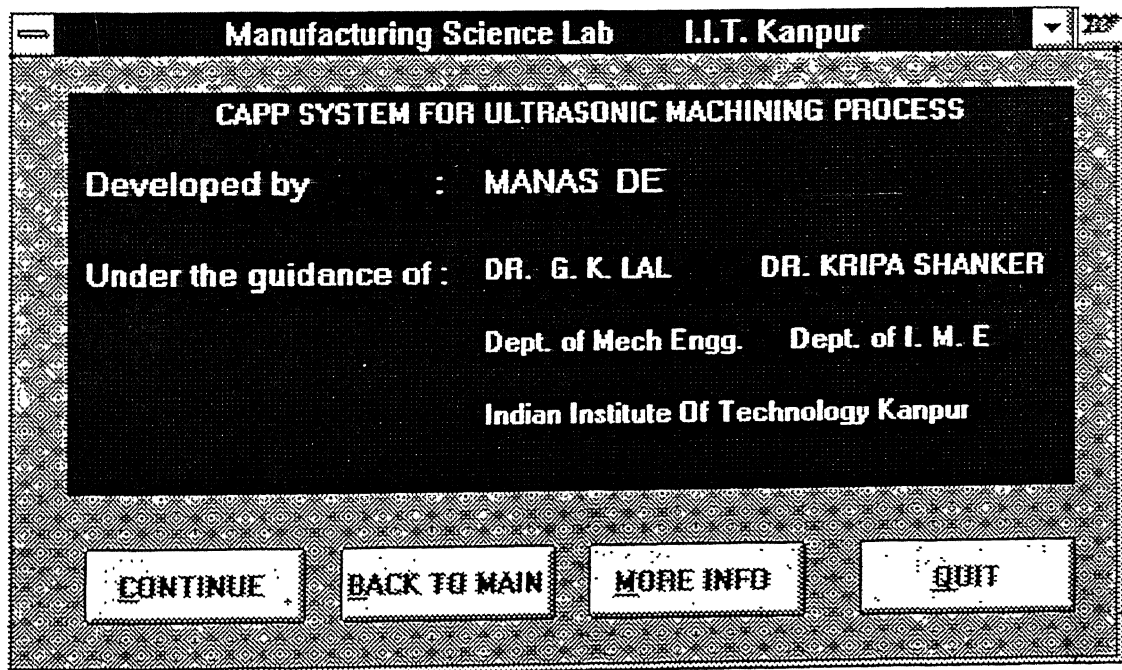 Manufacturing Science Lab I.I.T. Kanpur
CAPP SYSTEM FOR ULTRASONIC MACHINING PROCESS
Developed by : MANAS DE
Under the guidance of : DR. G. K. LAL DR. KRIPA SHANKER
Dept. of Mech Engg. Dept. of I. M. E
Indian Institute Of Technology Kanpur
CONTINUE BACK TO MAIN MORE INFO QUIT